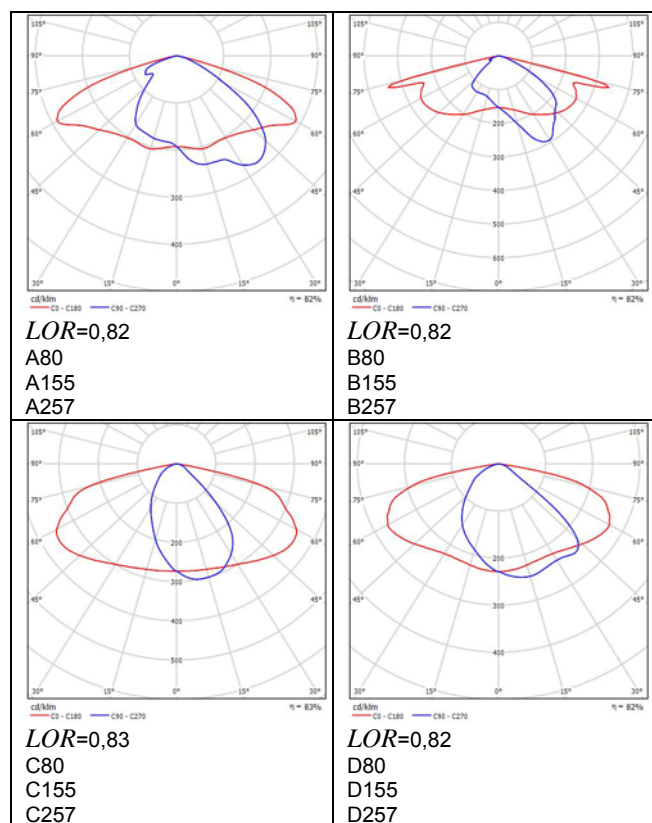 105° 105°
90° 90°
75° 75°
60° 60°
45° 45°
300
400
30° 15° 0° 15° 30°
cd/klm η = 82%
C0 - C180 C90 - C270
LOR=0,82
A80
A155
A257
105° 105°
90° 90°
75° 75°
60° 60°
200
45° 45°
300
400
500
600
30° 15° 0° 15° 30°
cd/klm η = 82%
C0 - C180 C90 - C270
LOR=0,82
B80
B155
B257
105° 105°
90° 90°
75° 75°
60° 60°
200
45° 45°
300
400
500
30° 15° 0° 15° 30°
cd/klm η = 83%
C0 - C180 C90 - C270
LOR=0,83
C80
C155
C257
105° 105°
90° 90°
75° 75°
60° 60°
200
45° 45°
300
400
30° 15° 0° 15° 30°
cd/klm η = 82%
C0 - C180 C90 - C270
LOR=0,82
D80
D155
D257